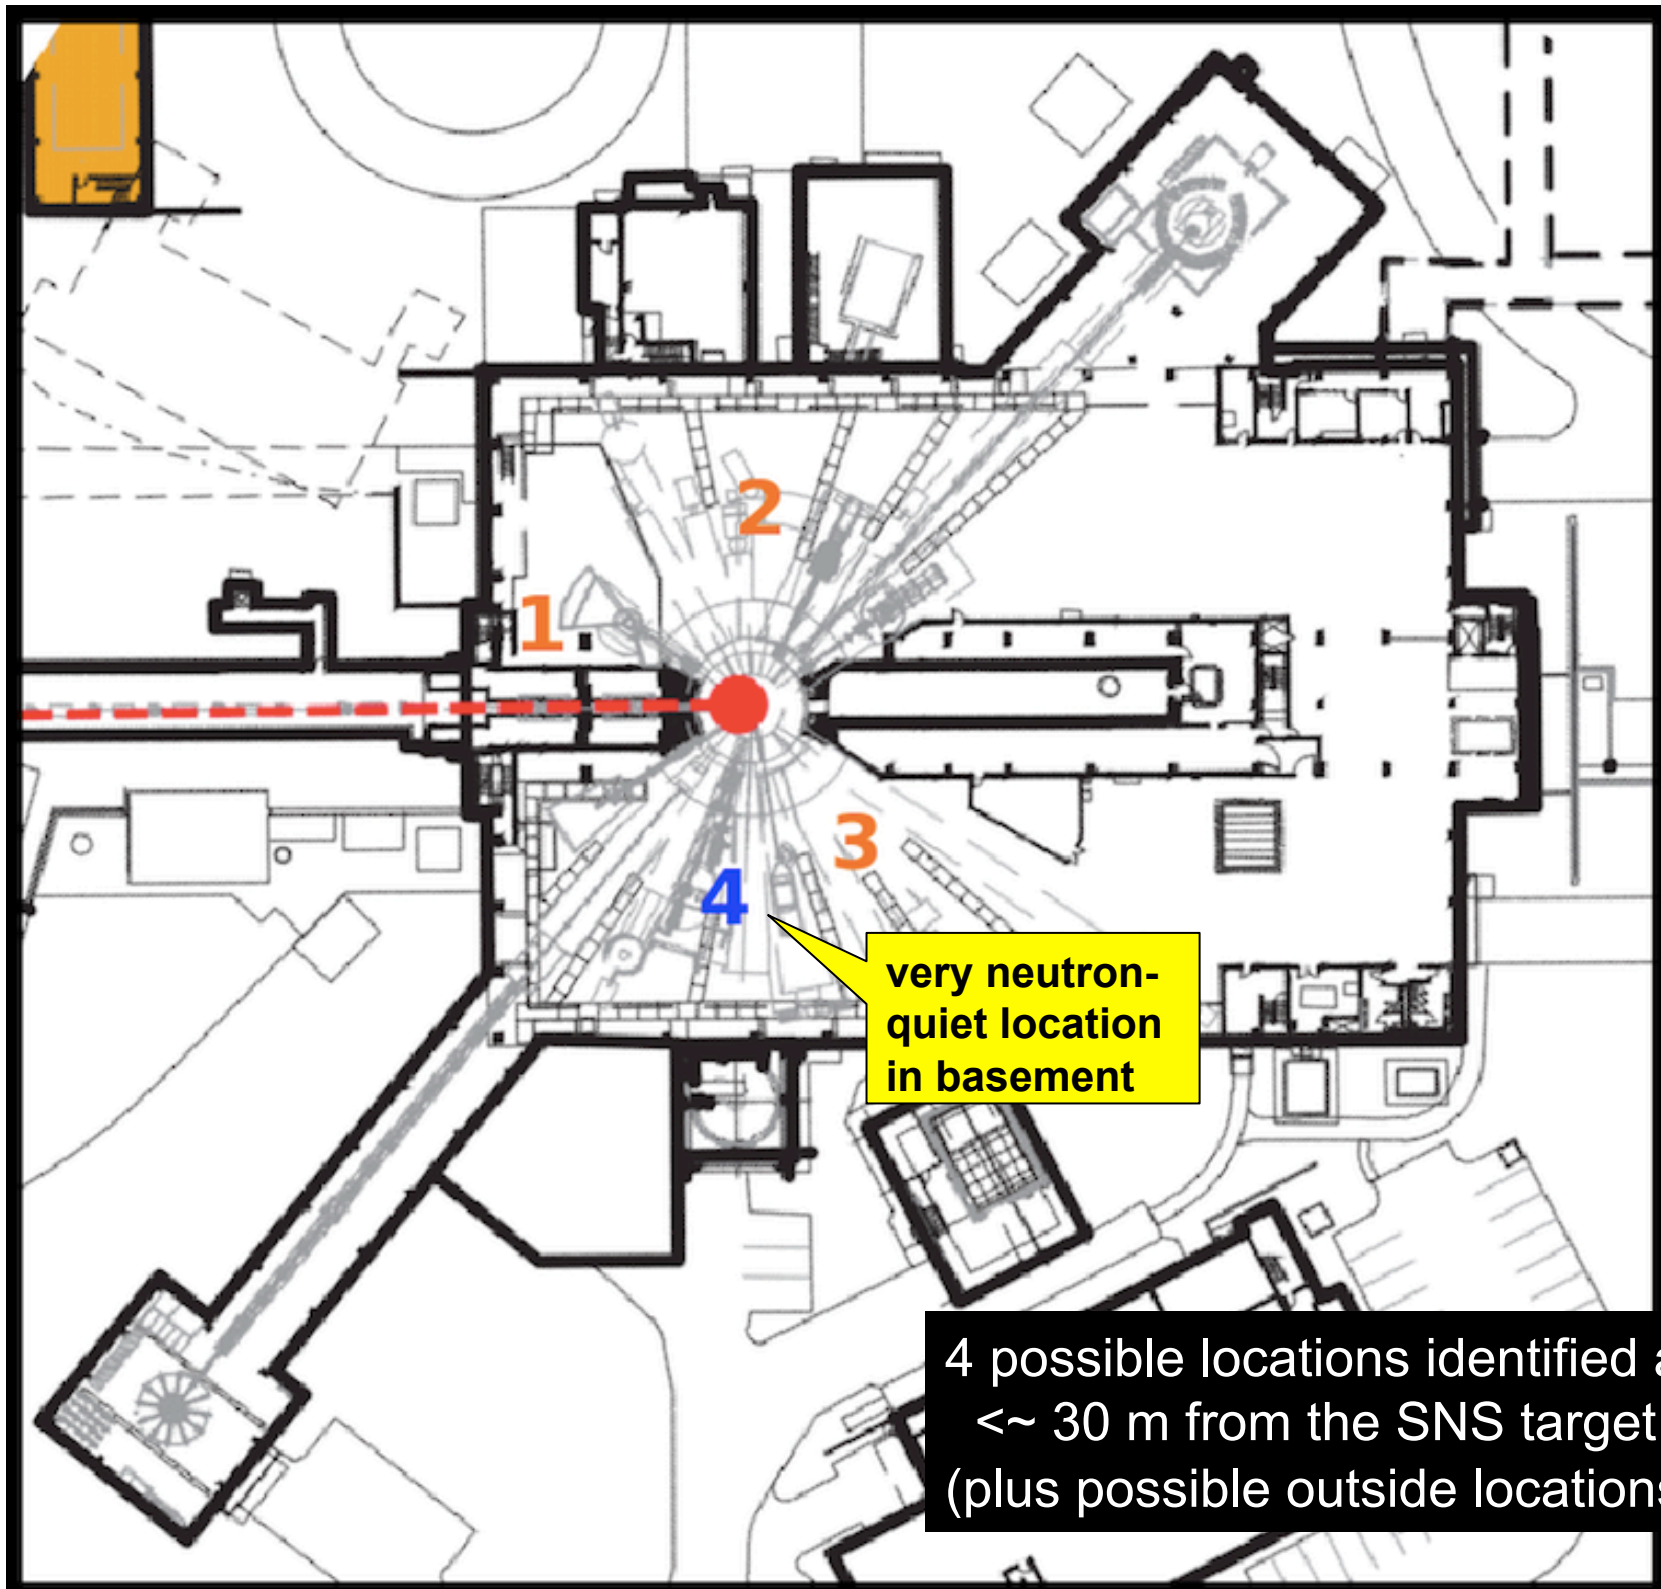 2
1
3
4
very neutron-
quiet location
in basement
4 possible locations identified
<~ 30 m from the SNS target
(plus possible outside locations